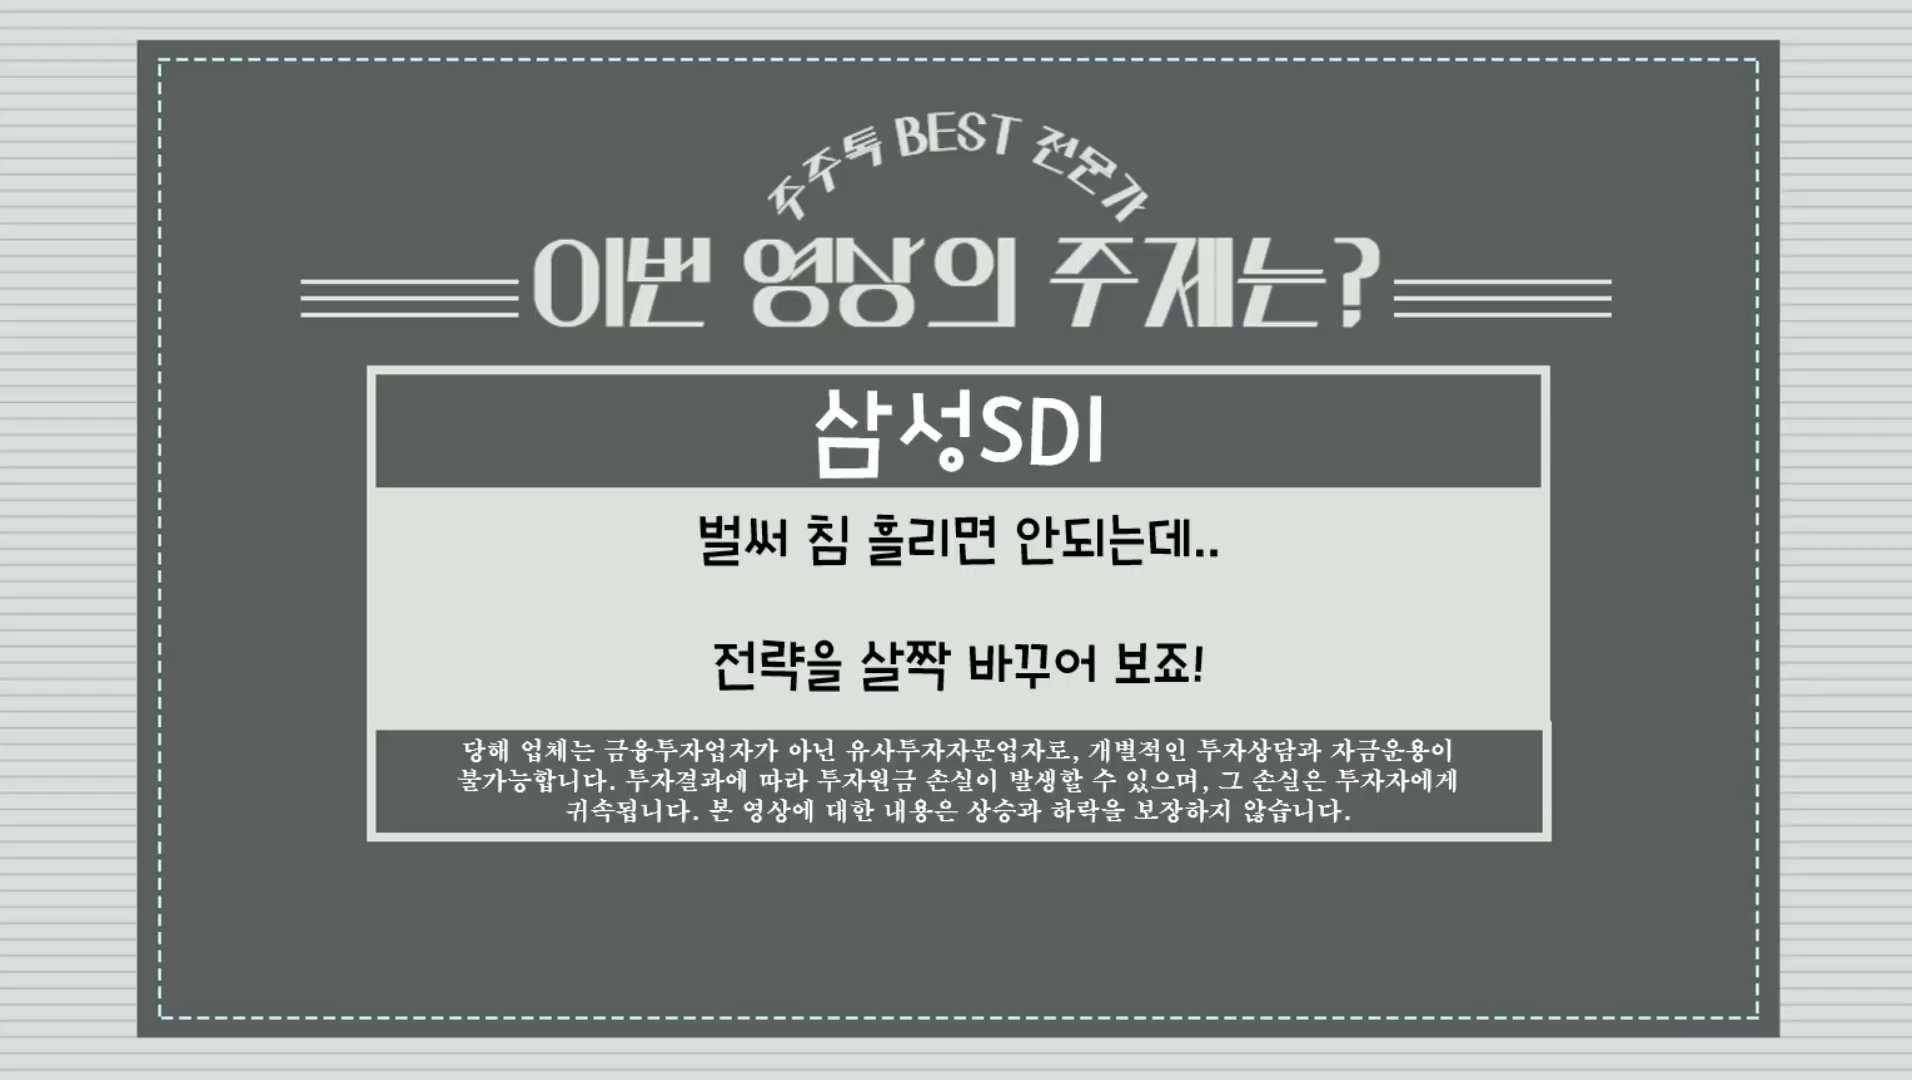 주주톡 BEST 전문가
이번 영상의 주제는?
삼성SDI
벌써 침 흘리면 안되는데..
전략을 살짝 바꾸어 보죠!
당해 업체는 금융투자업자가 아닌 유사투자자문업자로, 개별적인 투자상담과 자금운용이
불가능합니다. 투자결과에 따라 투자원금 손실이 발생할 수 있으며, 그 손실은 투자자에게
귀속됩니다. 본 영상에 대한 내용은 상승과 하락을 보장하지 않습니다.